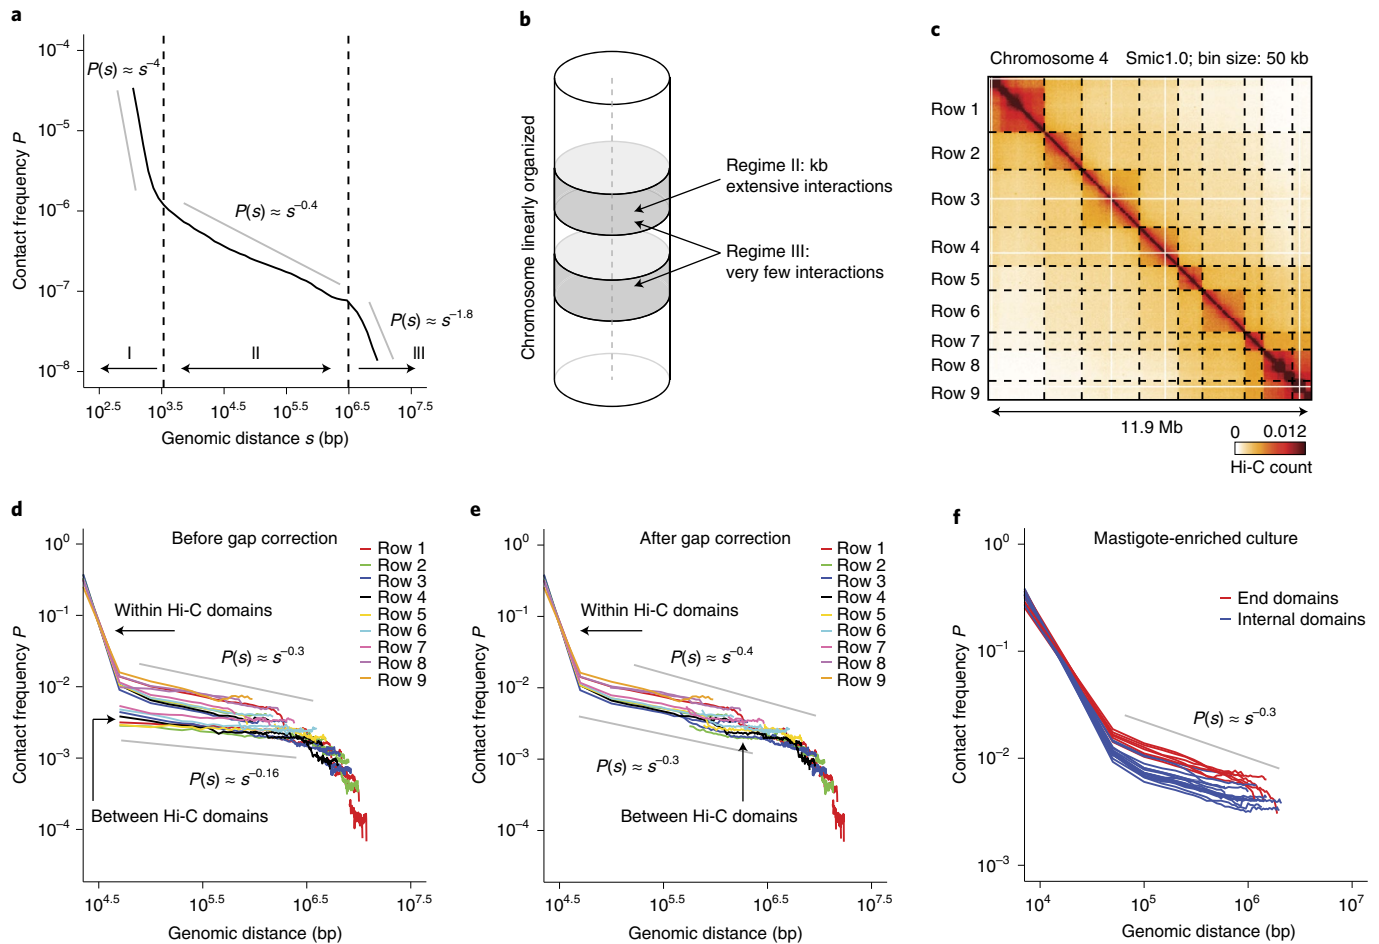 a
10^-4
10^-5
10^-6
10^-7
10^-8
Contact frequency P
P(s) ≈ s^-4
P(s) ≈ s^-0.4
P(s) ≈ s^-1.8
I
II
III
10^2.5
10^3.5
10^4.5
10^5.5
10^6.5
10^7.5
Genomic distance s (bp)
b
Chromosome linearly organized
Regime II: kb
extensive interactions
Regime III:
very few interactions
c
Chromosome 4 Smic1.0; bin size: 50 kb
Row 1
Row 2
Row 3
Row 4
Row 5
Row 6
Row 7
Row 8
Row 9
11.9 Mb
0 0.012
Hi-C count
d
Before gap correction
10^0
10^-1
10^-2
10^-3
10^-4
Contact frequency P
Row 1
Row 2
Row 3
Row 4
Row 5
Row 6
Row 7
Row 8
Row 9
Within Hi-C domains
P(s) ≈ s^-0.3
P(s) ≈ s^-0.16
Between Hi-C domains
10^4.5
10^5.5
10^6.5
10^7.5
Genomic distance (bp)
e
After gap correction
10^0
10^-1
10^-2
10^-3
10^-4
Contact frequency P
Row 1
Row 2
Row 3
Row 4
Row 5
Row 6
Row 7
Row 8
Row 9
Within Hi-C domains
P(s) ≈ s^-0.4
P(s) ≈ s^-0.3
Between Hi-C domains
10^4.5
10^5.5
10^6.5
10^7.5
Genomic distance (bp)
f
Mastigote-enriched culture
10^0
10^-1
10^-2
10^-3
Contact frequency P
End domains
Internal domains
P(s) ≈ s^-0.3
10^4
10^5
10^6
10^7
Genomic distance (bp)